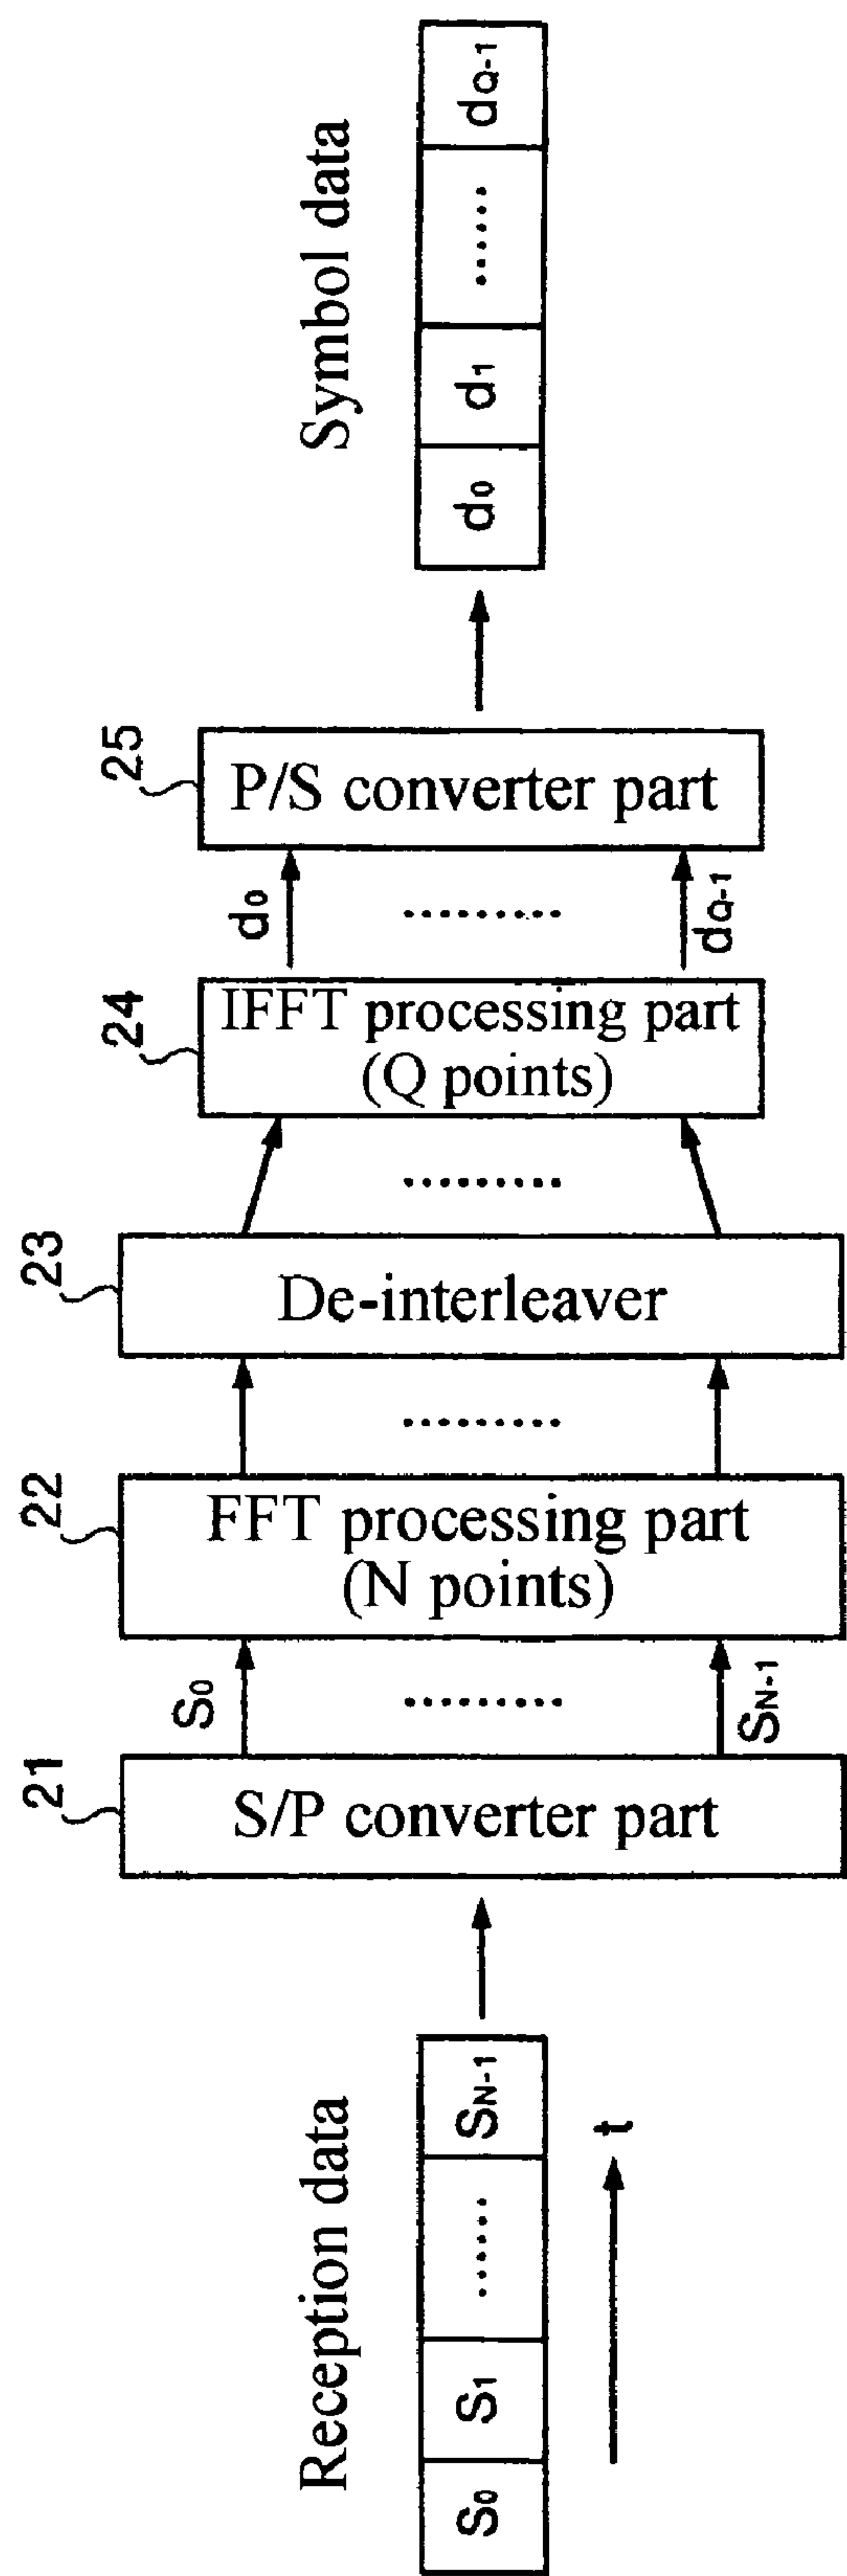 Reception data
S0 S1 ...... SN-1
t
21
S/P converter part
S0
.........
SN-1
22
FFT processing part
(N points)
.........
23
De-interleaver
.........
24
IFFT processing part
(Q points)
d0
.........
dQ-1
25
P/S converter part
Symbol data
d0 d1 ...... dQ-1